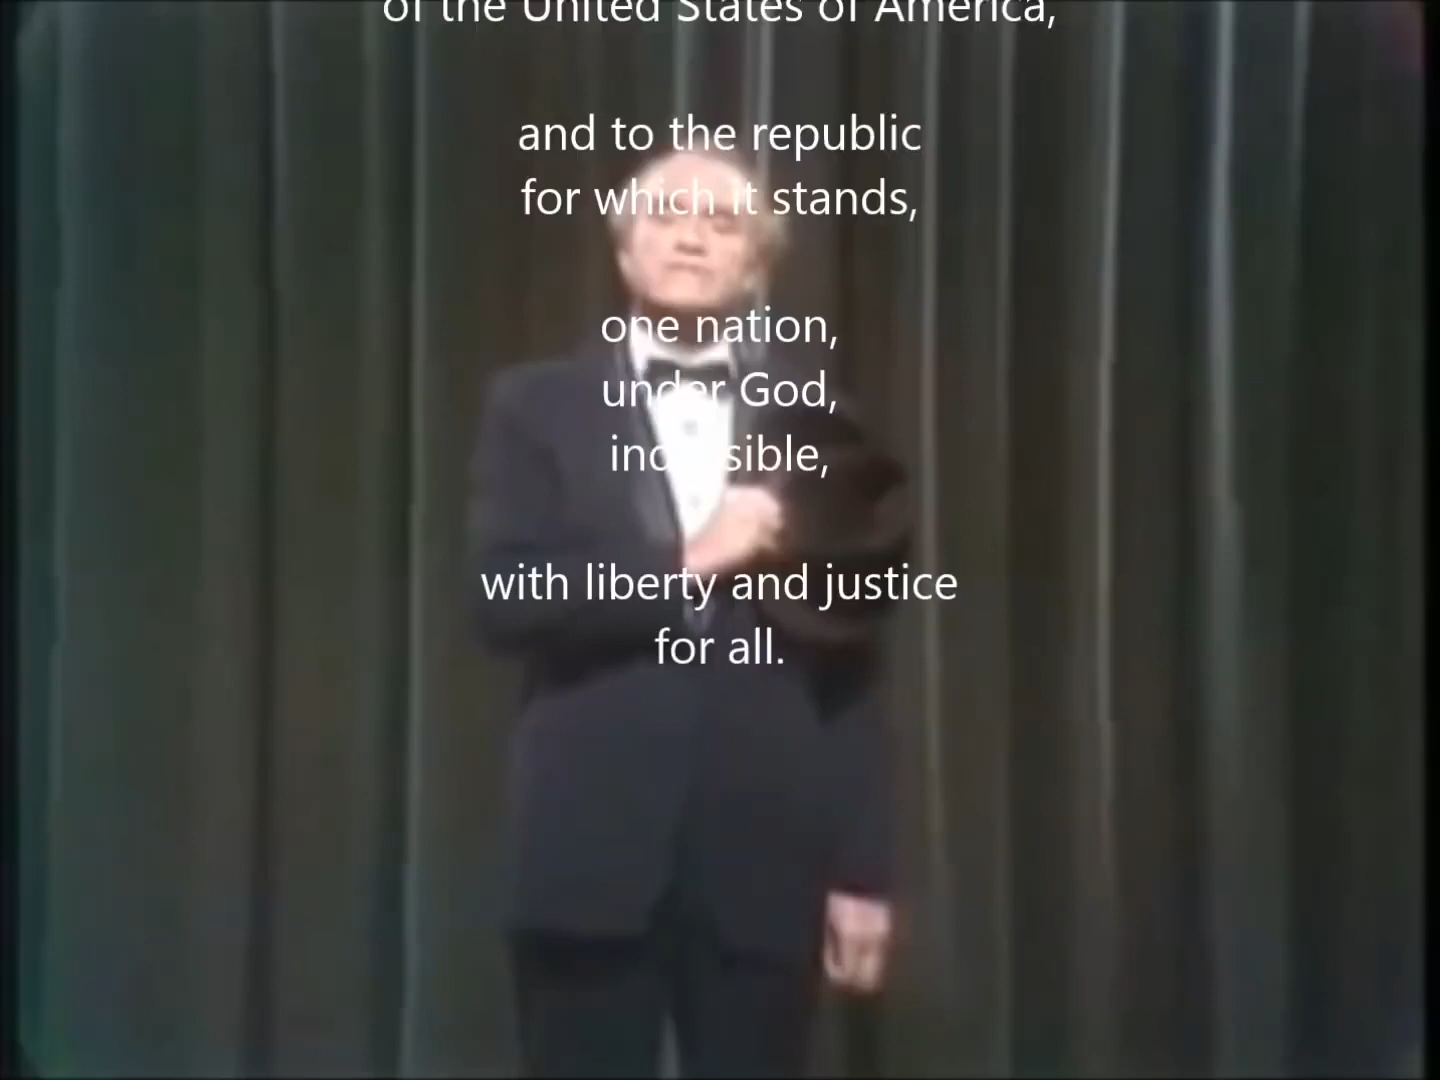 of the United States of America,
and to the republic
for which it stands,
one nation,
under God,
indivisible,
with liberty and justice
for all.